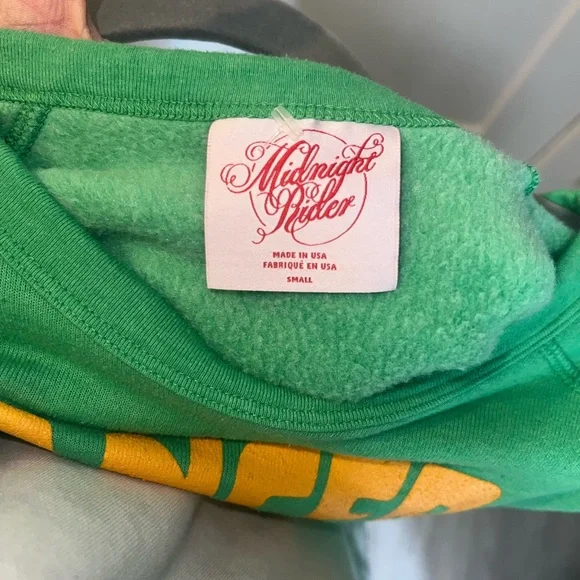 Midnight
Rider
MADE IN USA
FABRIQUÉ EN USA
SMALL